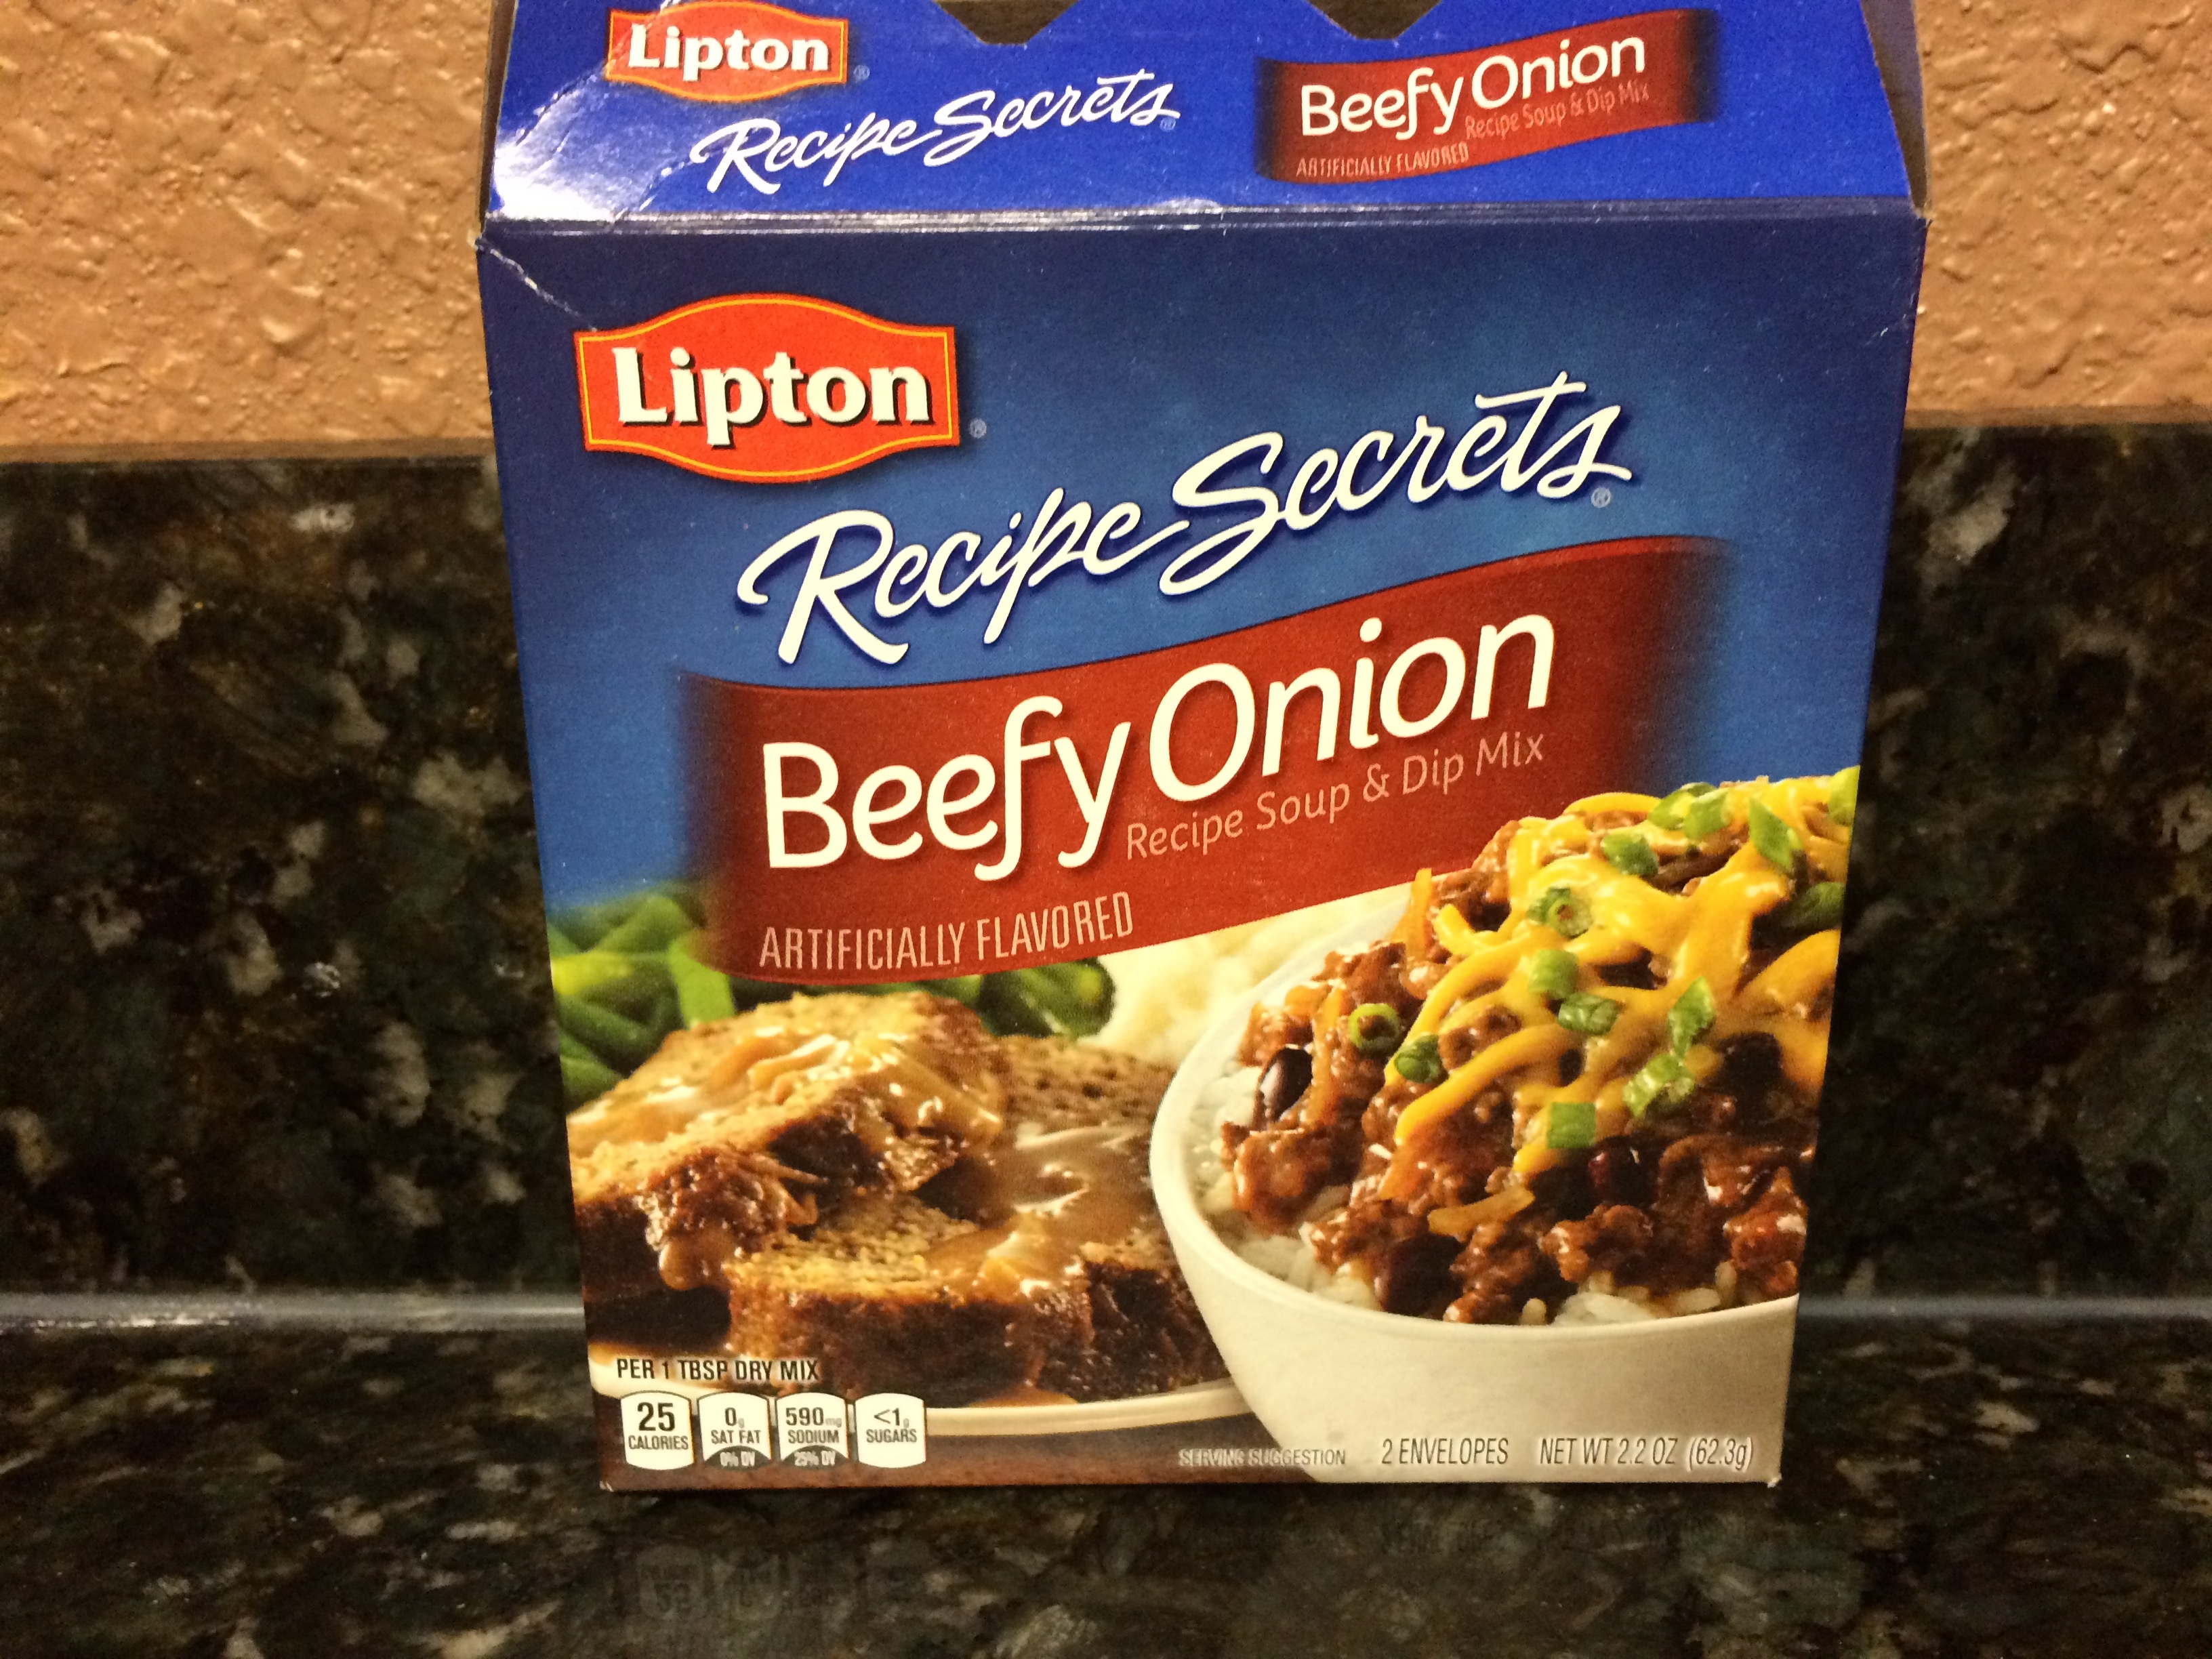 Lipton®
Recipe Secrets®
Beefy Onion
Recipe Soup & Dip Mix
ARTIFICIALLY FLAVORED
Lipton®
Recipe Secrets®
Beefy Onion
Recipe Soup & Dip Mix
ARTIFICIALLY FLAVORED
PER 1 TBSP DRY MIX
25 CALORIES
0g SAT FAT 0% DV
590mg SODIUM 25% DV
<1g SUGARS
SERVING SUGGESTION
2 ENVELOPES NET WT 2.2 OZ (62.3g)